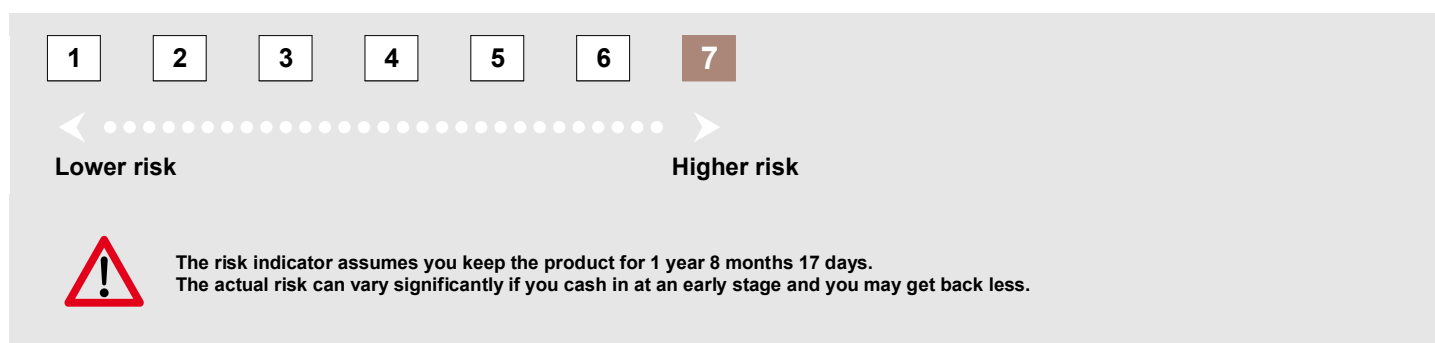 1 2 3 4 5 6 7
Lower risk Higher risk
The risk indicator assumes you keep the product for 1 year 8 months 17 days.
The actual risk can vary significantly if you cash in at an early stage and you may get back less.